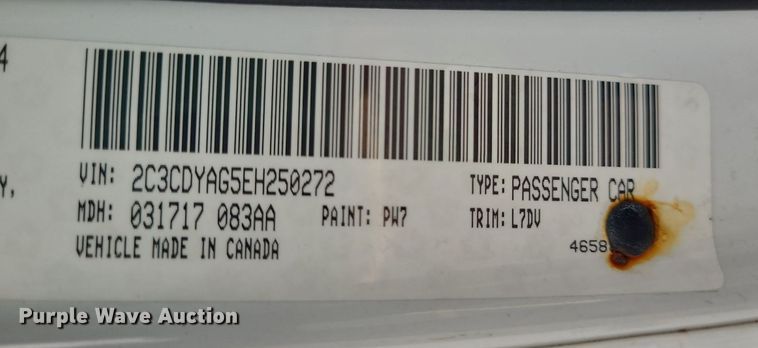 4
Y,
VIN: 2C3CDYAG5EH250272 TYPE: PASSENGER CAR
MDH: 031717 083AA PAINT: PW7 TRIM: L7DV
VEHICLE MADE IN CANADA
Purple Wave Auction